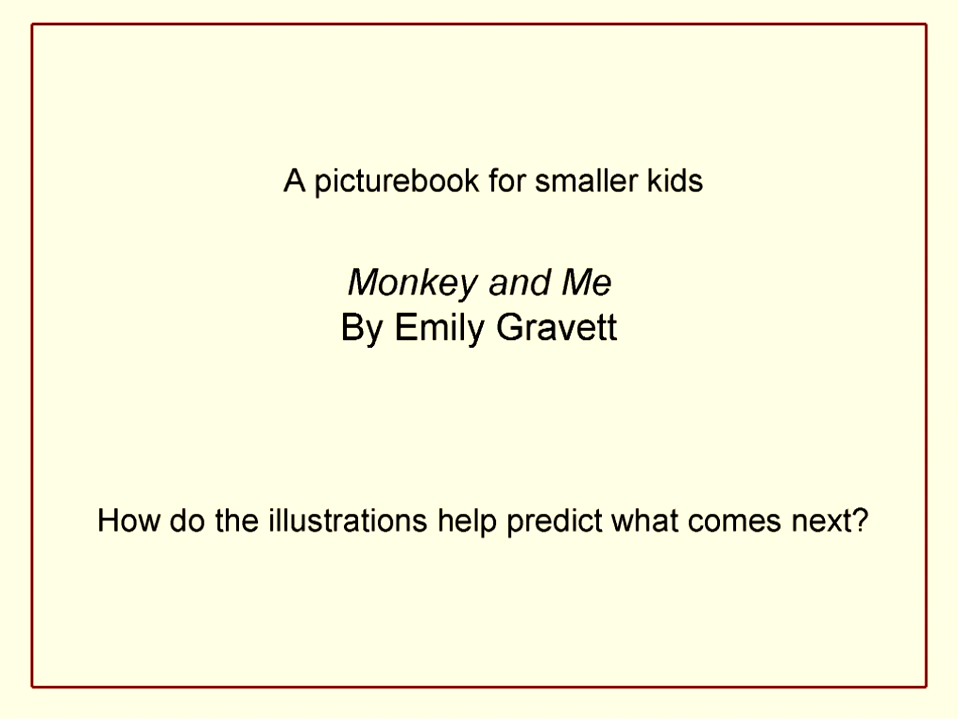 A picturebook for smaller kids
Monkey and Me
By Emily Gravett
How do the illustrations help predict what comes next?